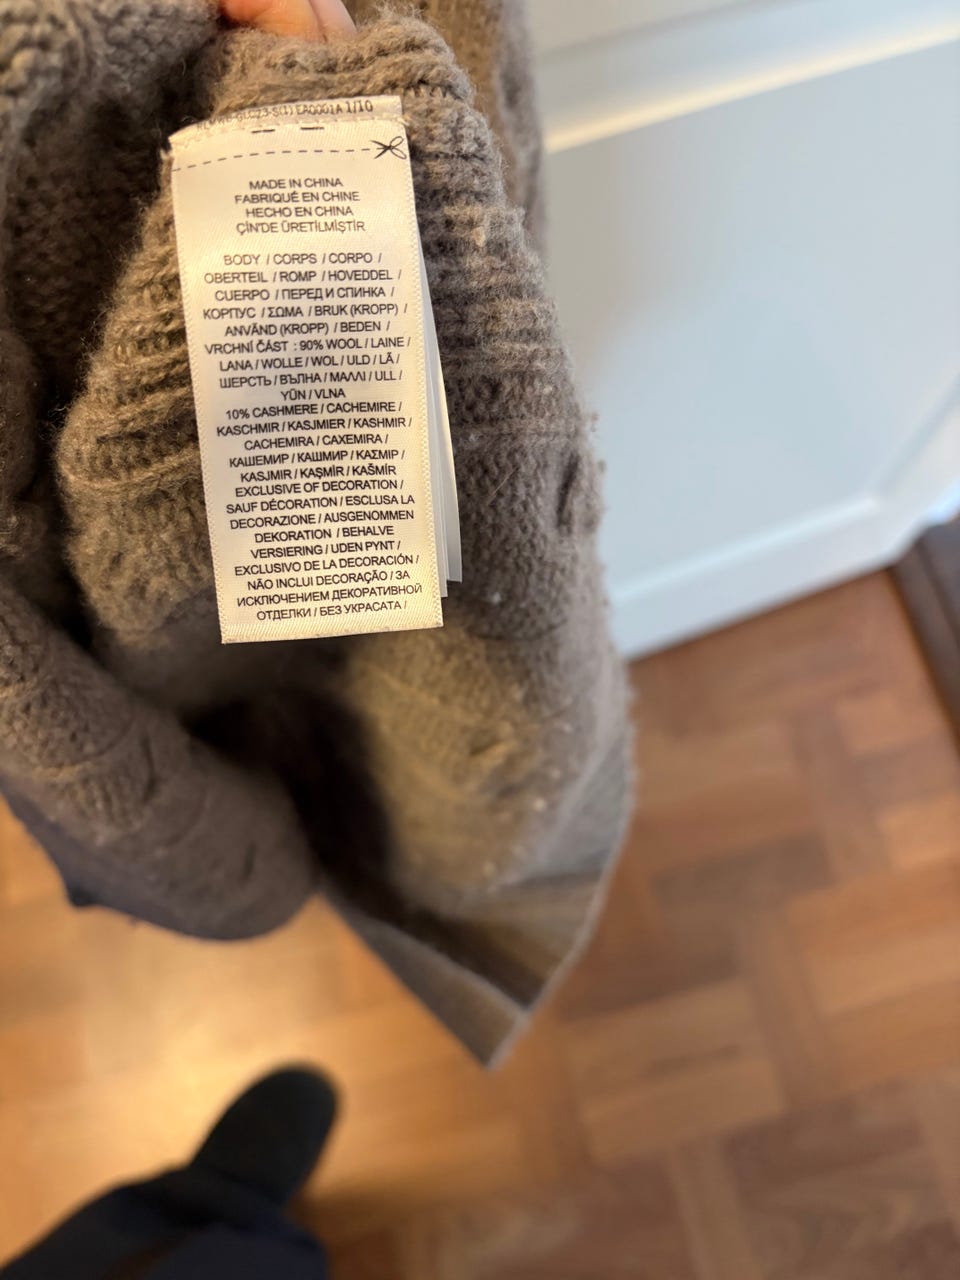 (1) EA0001A 1/10
MADE IN CHINA
FABRIQUÉ EN CHINE
HECHO EN CHINA
ÇİN'DE ÜRETİLMİŞTİR
BODY / CORPS / CORPO /
OBERTEIL / ROMP / HOVEDDEL /
CUERPO / ПЕРЕД И СПИНКА /
КОРПУС / ΣΩΜΑ / BRUK (KROPP) /
ANVÄND (KROPP) / BEDEN /
VRCHNÍ ČÁST : 90% WOOL / LAINE /
LANA / WOLLE / WOL / ULD / LÃ /
ШЕРСТЬ / ВЪЛНА / ΜΑΛΛΙ / ULL /
YÜN / VLNA
10% CASHMERE / CACHEMIRE /
KASCHMIR / KASJMIER / KASHMIR /
CACHEMIRA / CAXEMIRA /
КАШЕМИР / КАШМИР / ΚΑΣΜΙΡ /
KASJMIR / KAŞMİR / KAŠMÍR
EXCLUSIVE OF DECORATION /
SAUF DÉCORATION / ESCLUSA LA
DECORAZIONE / AUSGENOMMEN
DEKORATION / BEHALVE
VERSIERING / UDEN PYNT /
EXCLUSIVO DE LA DECORACIÓN /
NÃO INCLUI DECORAÇÃO / ЗА
ИСКЛЮЧЕНИЕМ ДЕКОРАТИВНОЙ
ОТДЕЛКИ / БЕЗ УКРАСАТА /